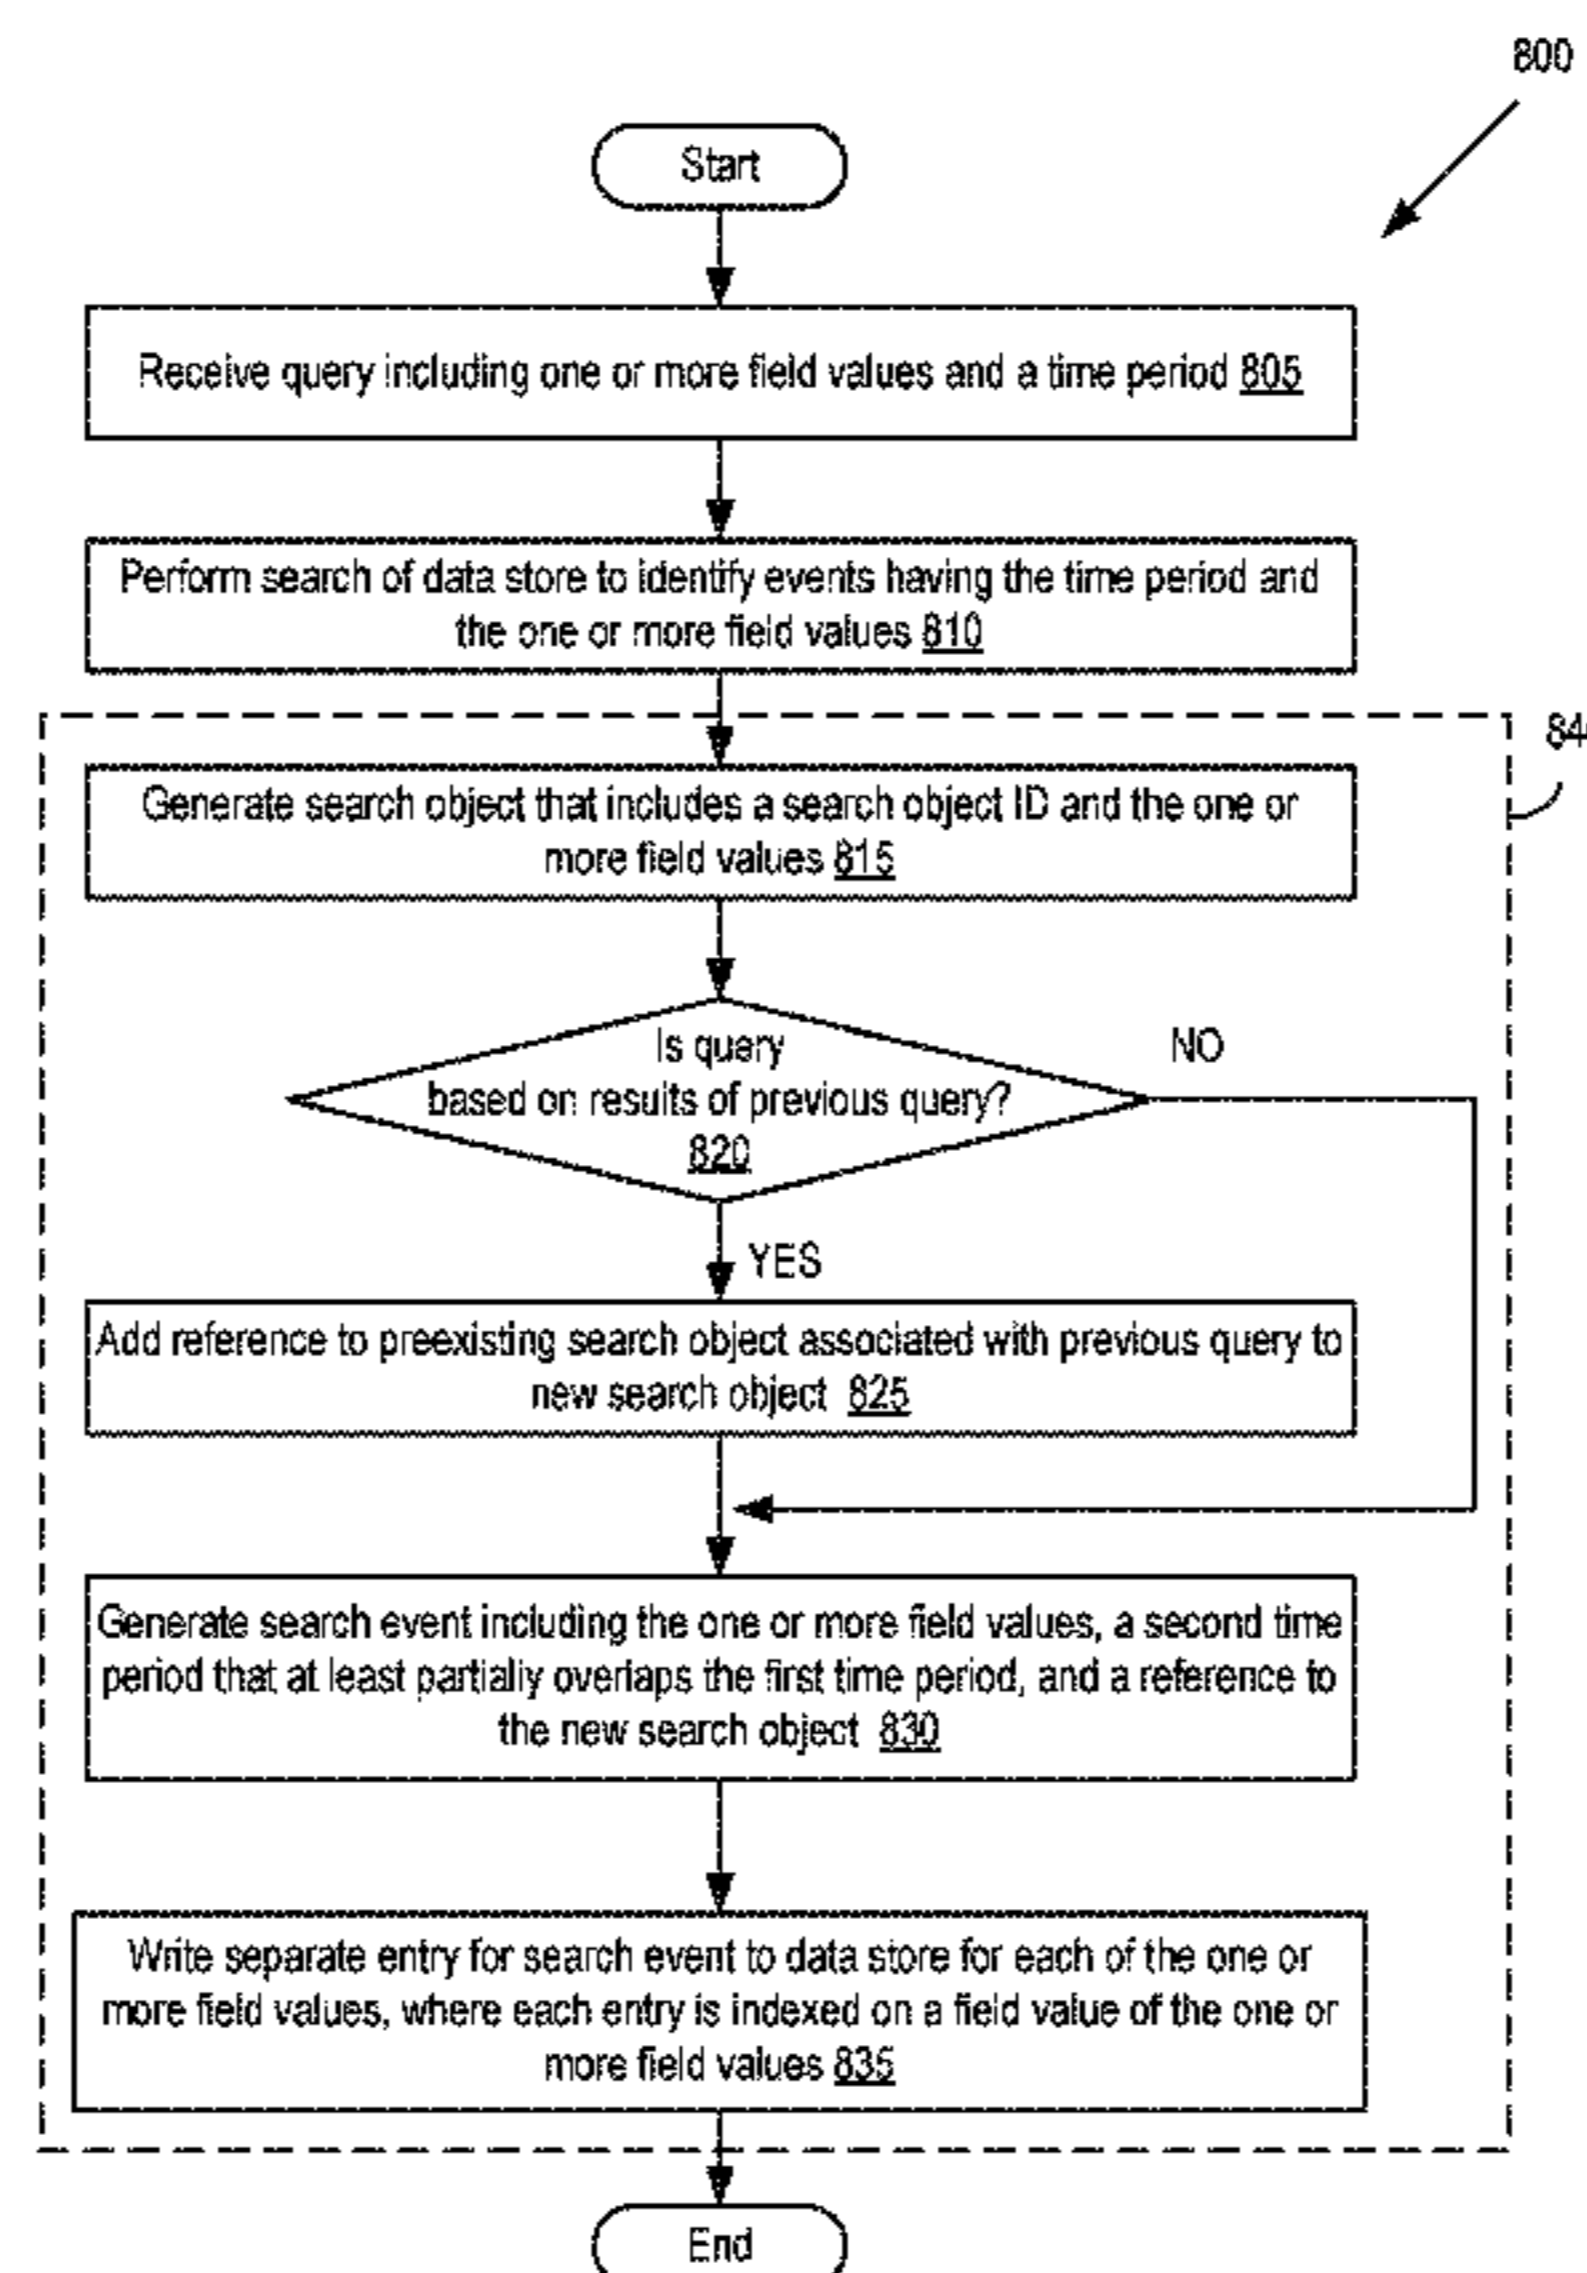 800
Start
Receive query including one or more field values and a time period 805
Perform search of data store to identify events having the time period and
the one or more field values 810
84
Generate search object that includes a search object ID and the one or
more field values 815
Is query
NO
based on results of previous query?
820
YES
Add reference to preexisting search object associated with previous query to
new search object 825
Generate search event including the one or more field values, a second time
period that at least partially overlaps the first time period, and a reference to
the new search object 830
Write separate entry for search event to data store for each of the one or
more field values, where each entry is indexed on a field value of the one or
more field values 835
End